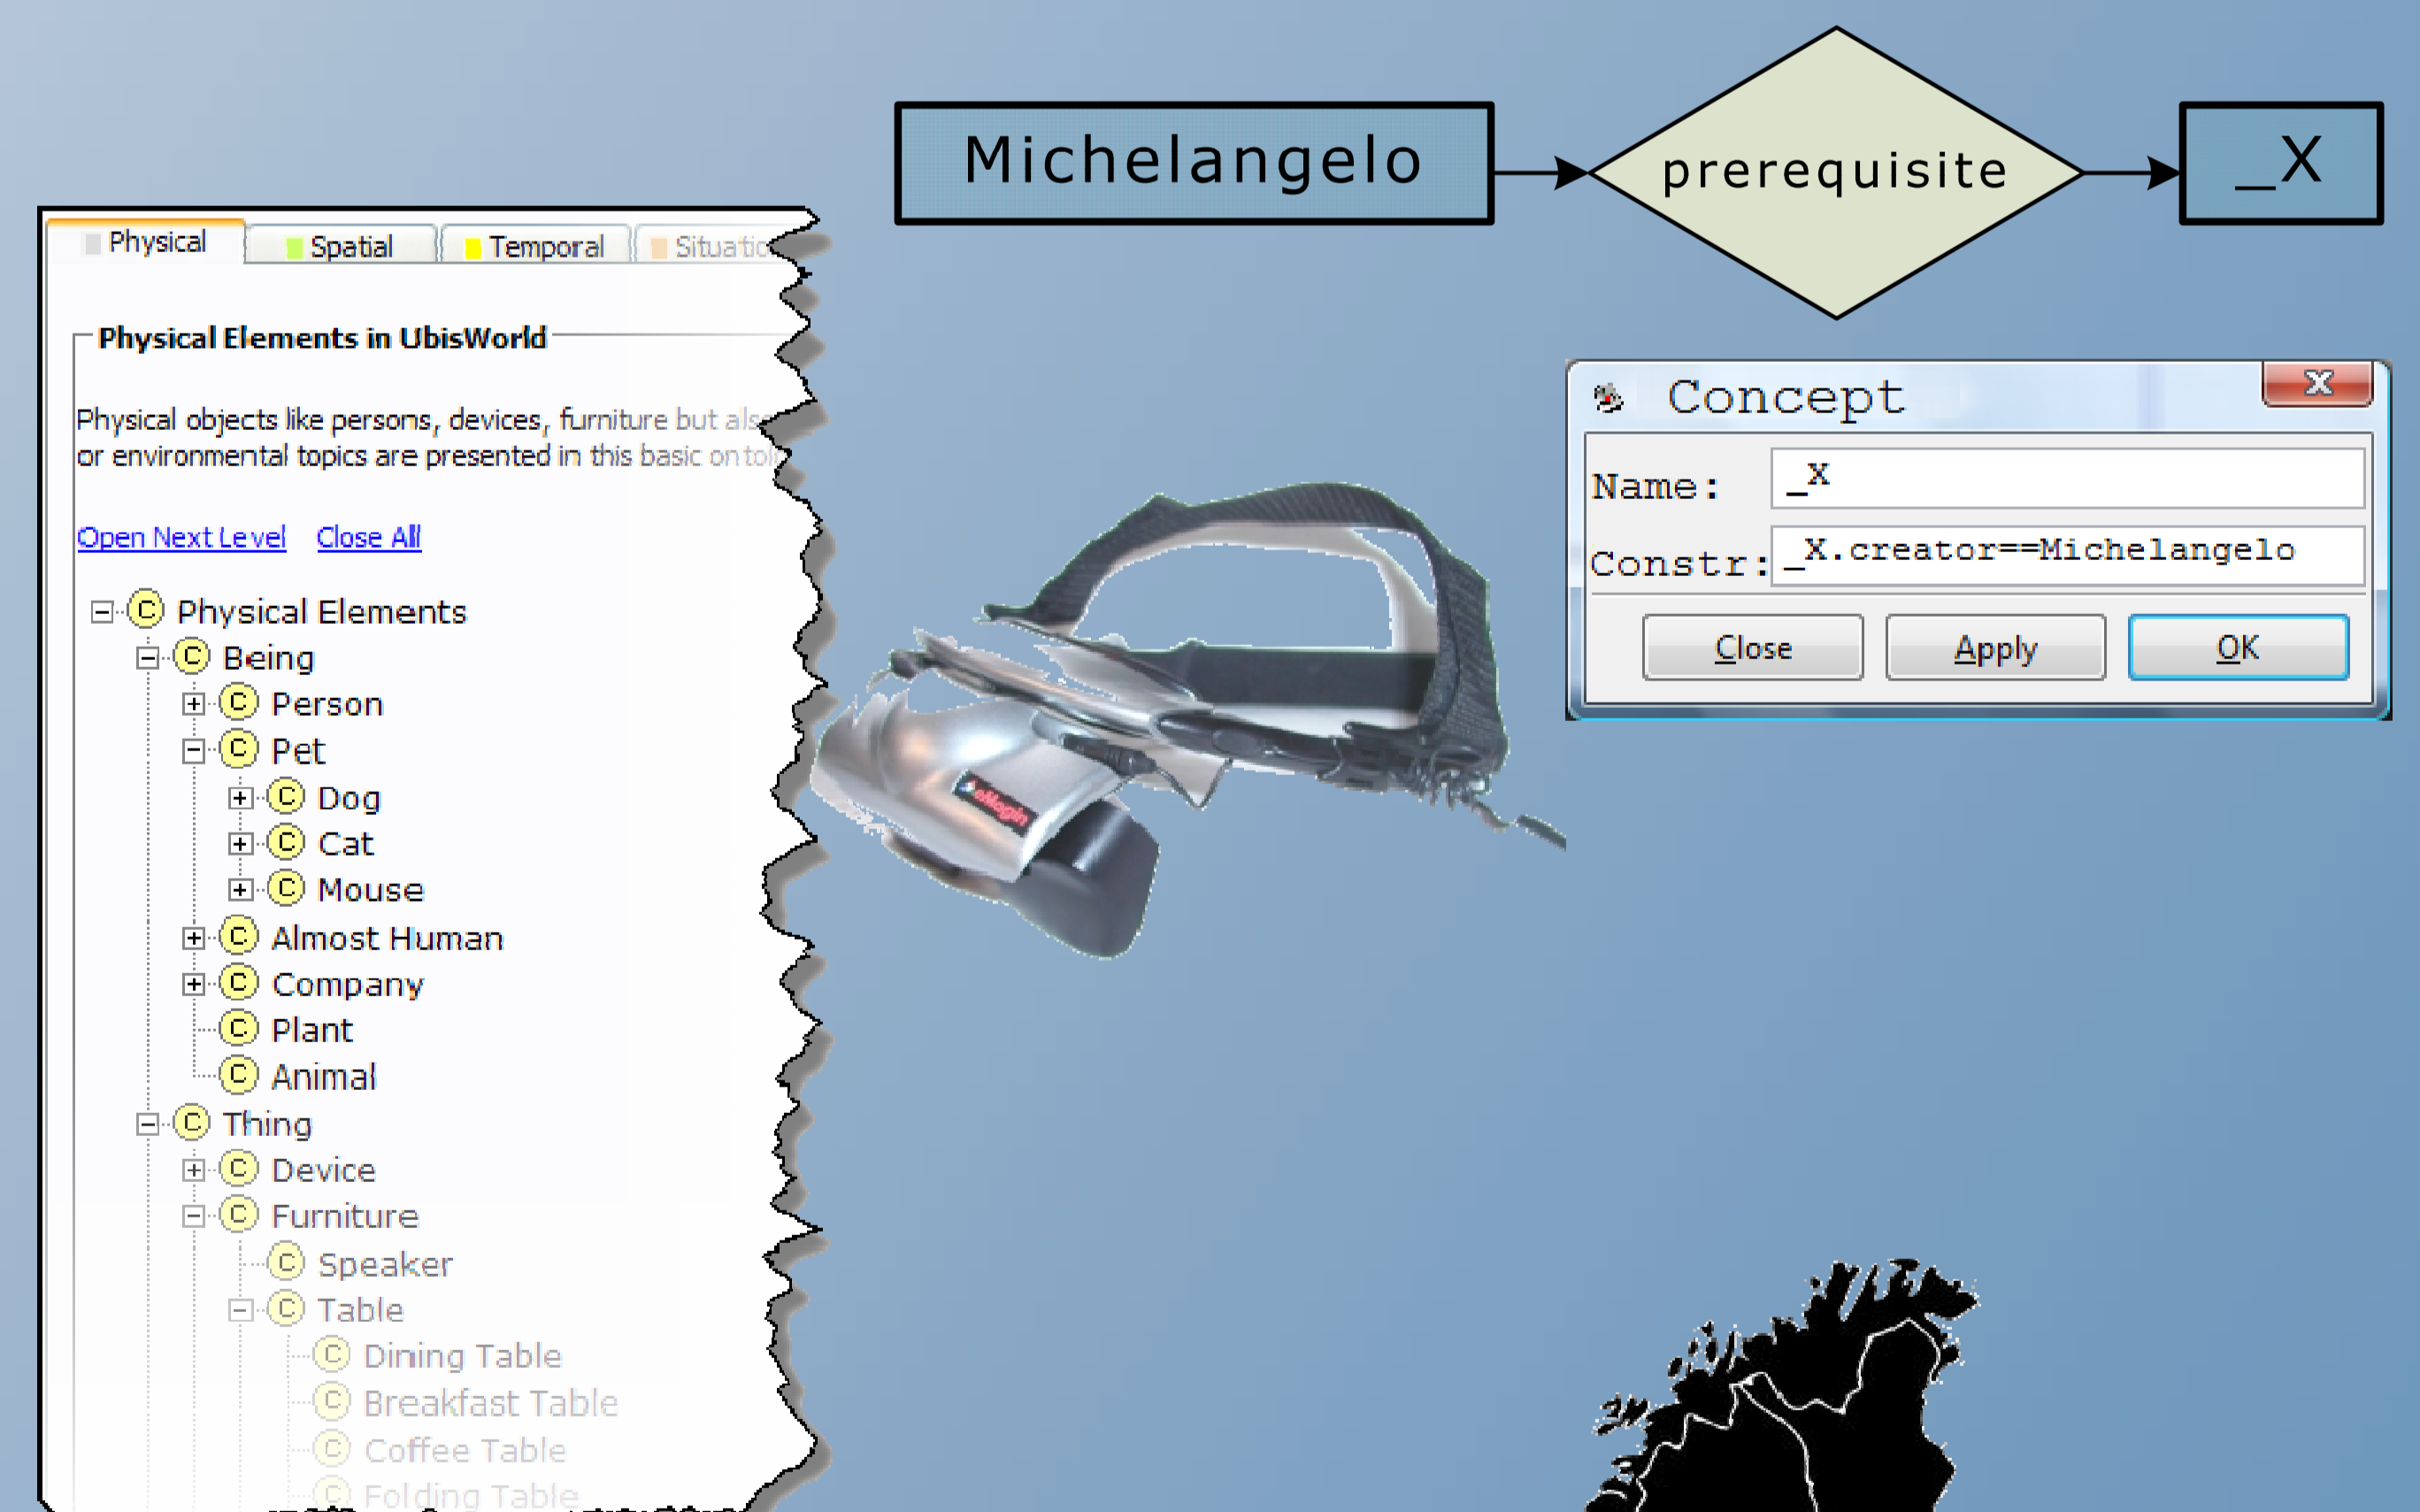 Michelangelo
prerequisite
_X
Physical
Spatial
Temporal
Situatio
Physical Elements in UbisWorld
Physical objects like persons, devices, furniture but als
or environmental topics are presented in this basic ontol
Open Next Level Close All
Physical Elements
Being
Person
Pet
Dog
Cat
Mouse
Almost Human
Company
Plant
Animal
Thing
Device
Furniture
Speaker
Table
Dining Table
Breakfast Table
Coffee Table
Folding Table
eMagin
Concept
Name: _X
Constr: _X.creator==Michelangelo
Close Apply OK